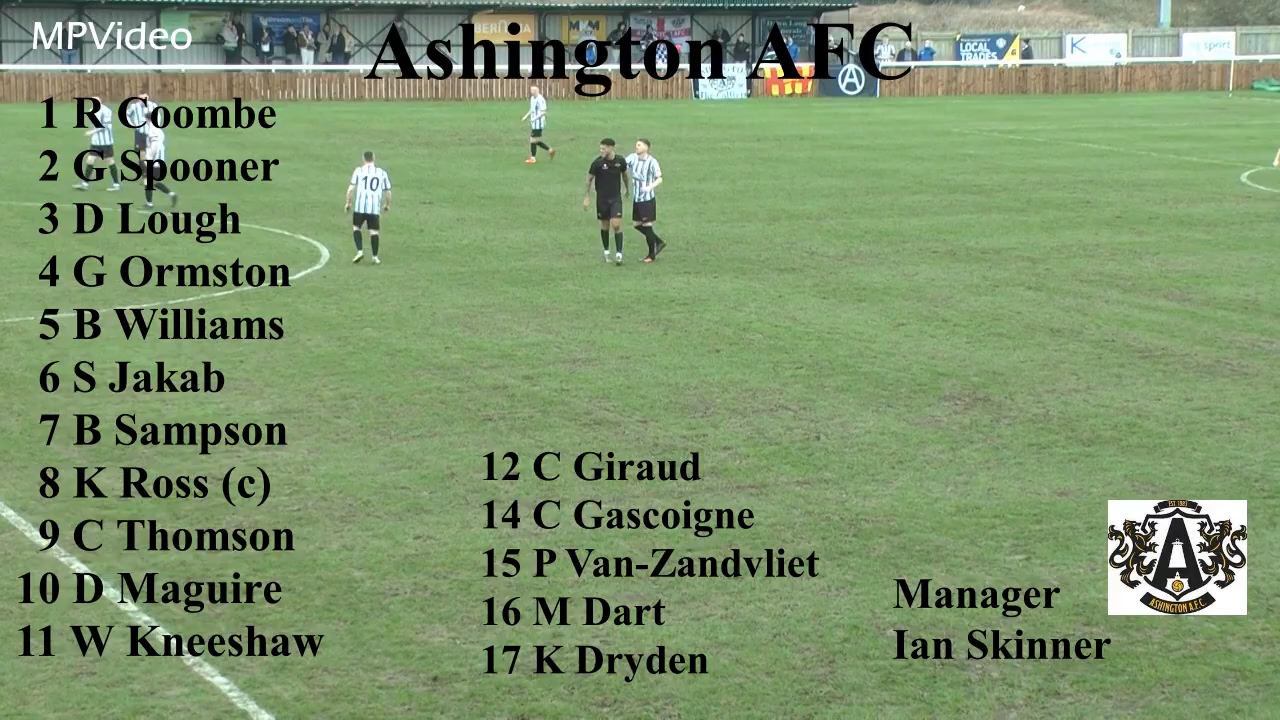 MPVideo
Ashington AFC
1 R Coombe
2 G Spooner
3 D Lough
4 G Ormston
5 B Williams
6 S Jakab
7 B Sampson
8 K Ross (c)
9 C Thomson
10 D Maguire
11 W Kneeshaw
12 C Giraud
14 C Gascoigne
15 P Van-Zandvliet
16 M Dart
17 K Dryden
Manager
Ian Skinner
ASHINGTON A.F.C.
10
LOCAL
TRADES
K
sport
A